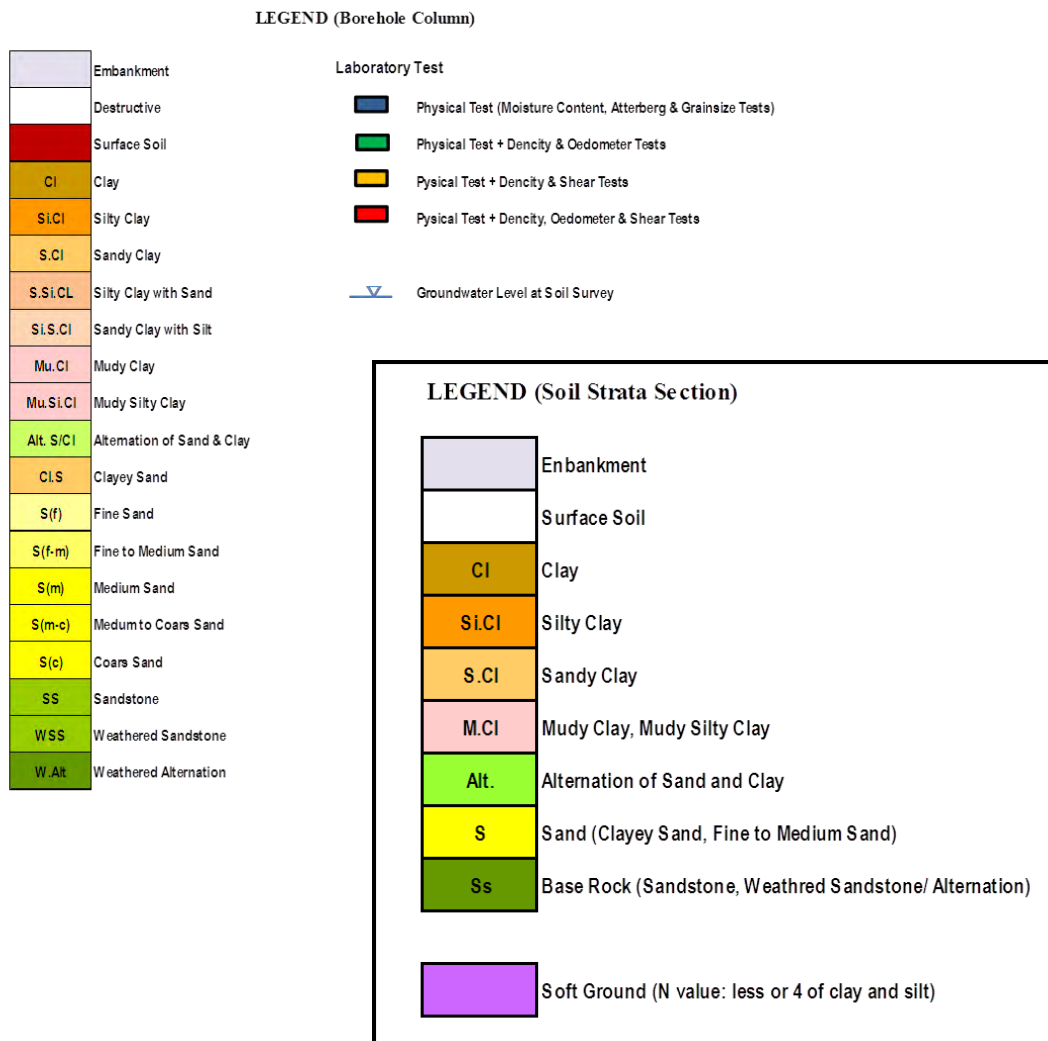 LEGEND (Borehole Column)
Embankment
Destructive
Surface Soil
Cl Clay
Si.Cl Silty Clay
S.Cl Sandy Clay
S.Si.CL Silty Clay with Sand
Si.S.Cl Sandy Clay with Silt
Mu.Cl Mudy Clay
Mu.Si.Cl Mudy Silty Clay
Alt. S/Cl Alternation of Sand & Clay
Cl.S Clayey Sand
S(f) Fine Sand
S(f-m) Fine to Medium Sand
S(m) Medium Sand
S(m-c) Medum to Coars Sand
S(c) Coars Sand
SS Sandstone
WSS Weathered Sandstone
W.Alt Weathered Alternation
Laboratory Test
Physical Test (Moisture Content, Atterberg & Grainsize Tests)
Physical Test + Dencity & Oedometer Tests
Pysical Test + Dencity & Shear Tests
Pysical Test + Dencity, Oedometer & Shear Tests
Groundwater Level at Soil Survey
LEGEND (Soil Strata Section)
Enbankment
Surface Soil
Cl Clay
Si.Cl Silty Clay
S.Cl Sandy Clay
M.Cl Mudy Clay, Mudy Silty Clay
Alt. Alternation of Sand and Clay
S Sand (Clayey Sand, Fine to Medium Sand)
Ss Base Rock (Sandstone, Weathred Sandstone/ Alternation)
Soft Ground (N value: less or 4 of clay and silt)